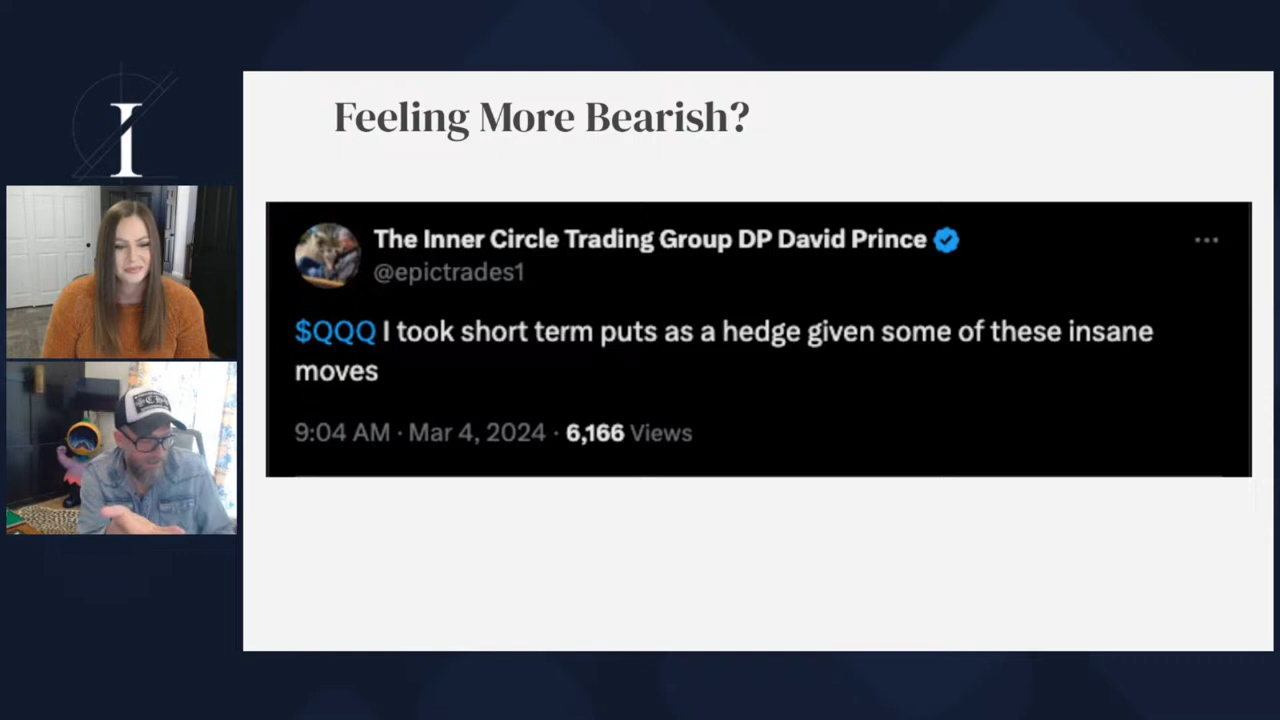 I
Feeling More Bearish?
The Inner Circle Trading Group DP David Prince
@epictrades1
$QQQ I took short term puts as a hedge given some of these insane
moves
9:04 AM · Mar 4, 2024 · 6,166 Views